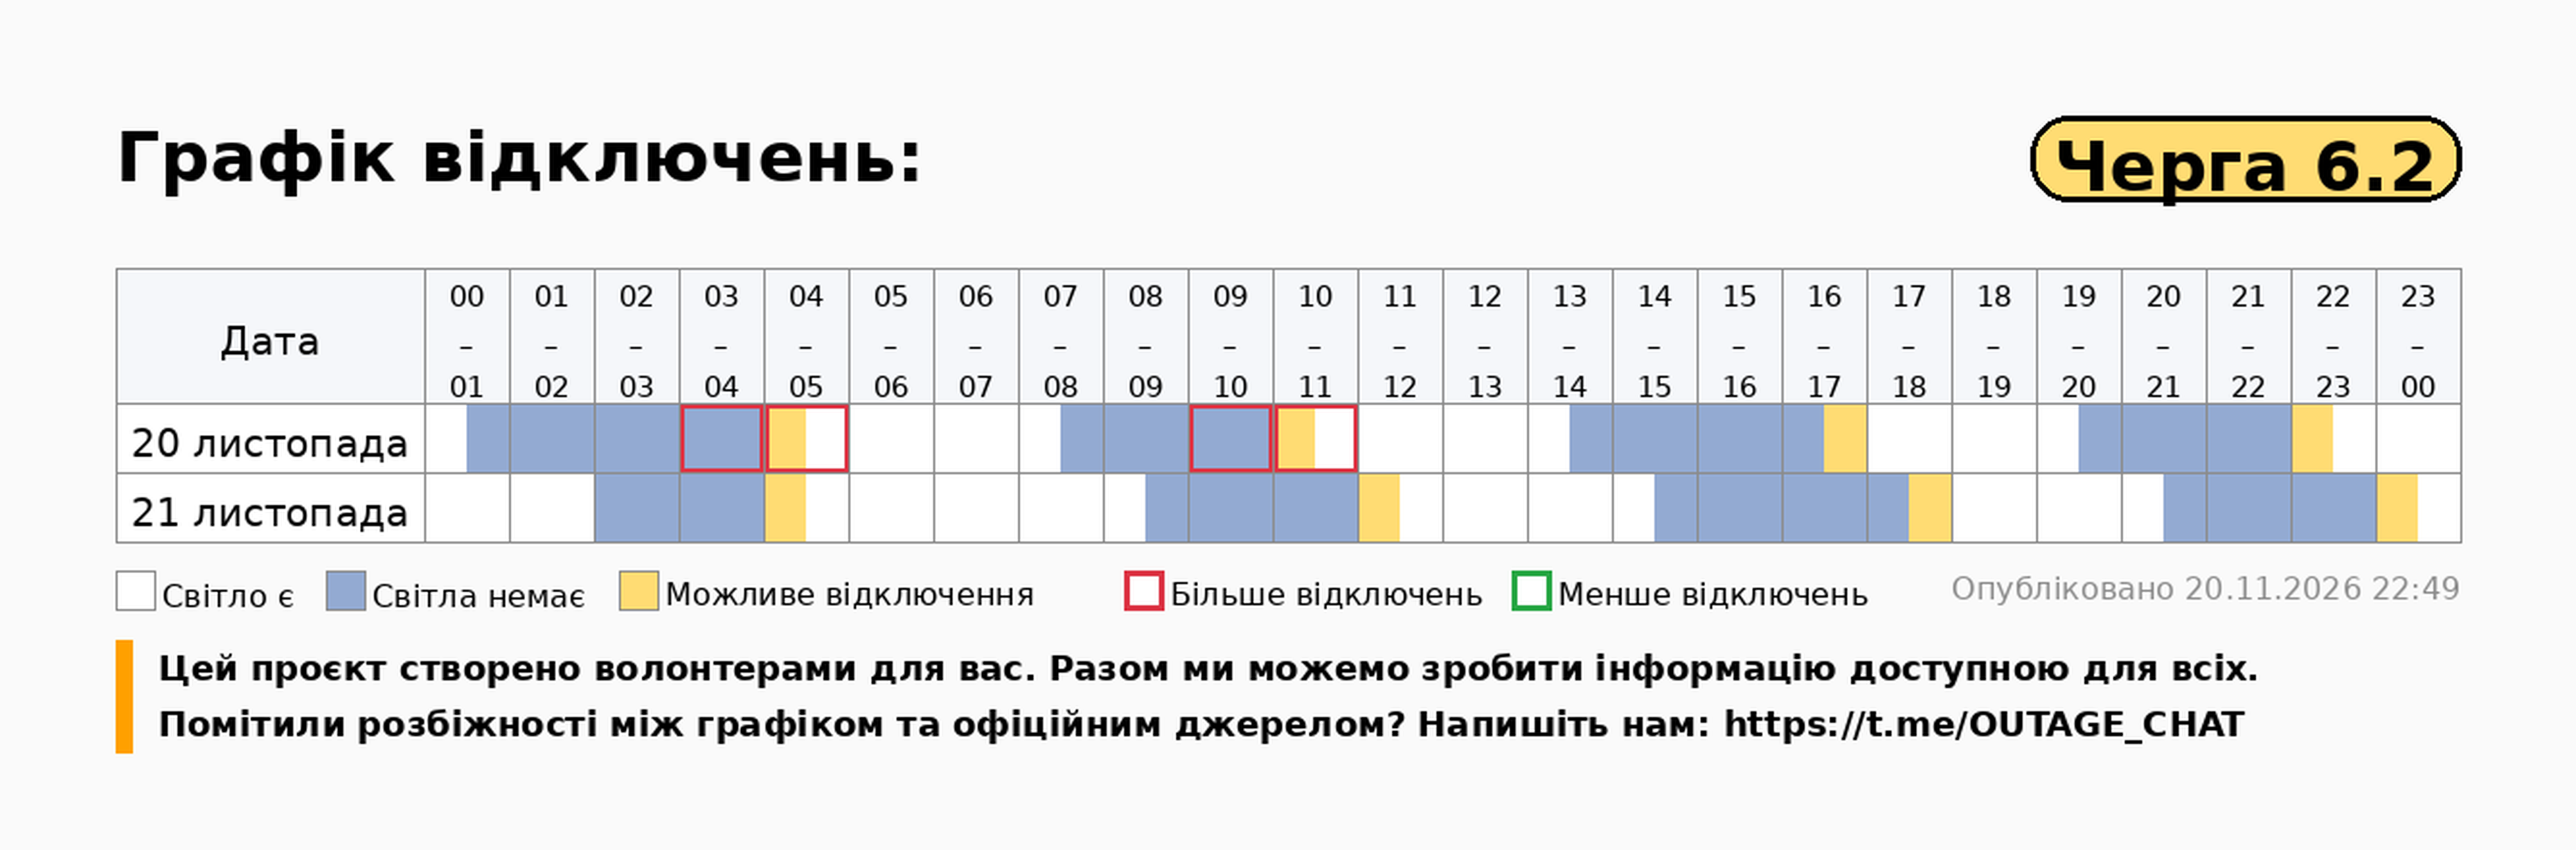 Графік відключень:
Черга 6.2
Дата
00 – 01
01 – 02
02 – 03
03 – 04
04 – 05
05 – 06
06 – 07
07 – 08
08 – 09
09 – 10
10 – 11
11 – 12
12 – 13
13 – 14
14 – 15
15 – 16
16 – 17
17 – 18
18 – 19
19 – 20
20 – 21
21 – 22
22 – 23
23 – 00
20 листопада
21 листопада
Світло є
Світла немає
Можливе відключення
Більше відключень
Менше відключень
Опубліковано 20.11.2026 22:49
Цей проєкт створено волонтерами для вас. Разом ми можемо зробити інформацію доступною для всіх.
Помітили розбіжності між графіком та офіційним джерелом? Напишіть нам: https://t.me/OUTAGE_CHAT